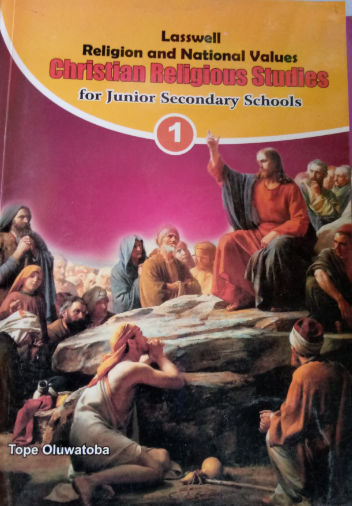 Lasswell
Religion and National Values
Christian Religious Studies
for Junior Secondary Schools
1
Tope Oluwatoba